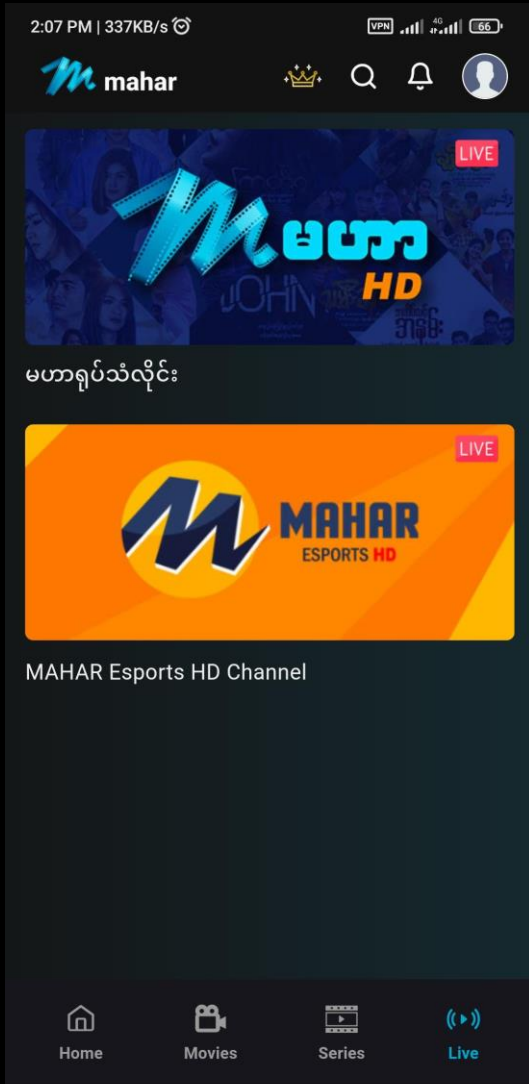 2:07 PM | 337KB/s
VPN 4G 66
mahar
LIVE
မဟာ
HD
JOHN
မဟာရုပ်သံလိုင်း
LIVE
MAHAR
ESPORTS HD
MAHAR Esports HD Channel
Home Movies Series Live